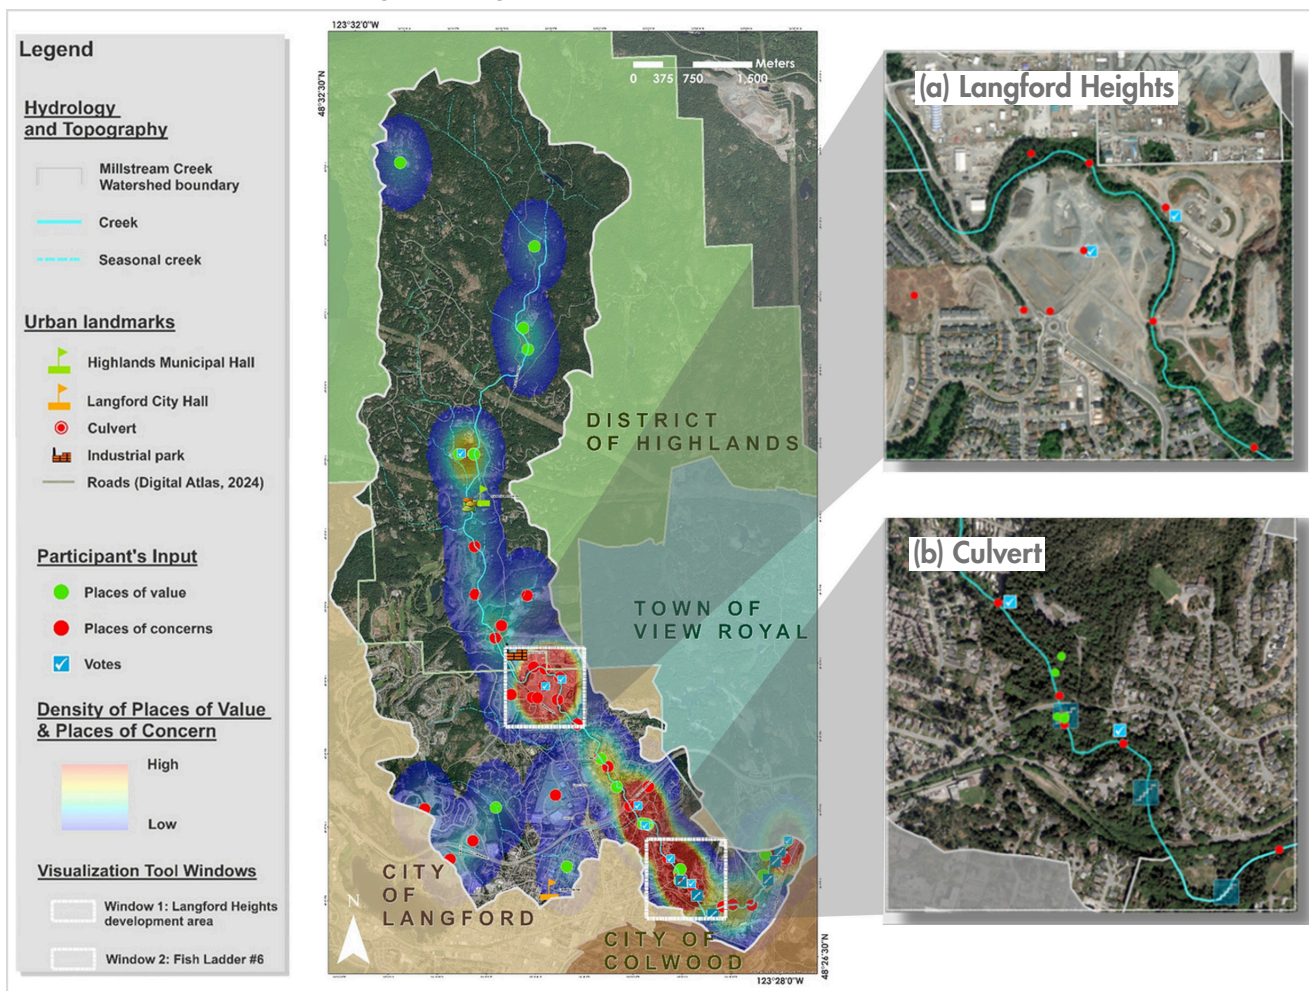 Legend
Hydrology
and Topography
Millstream Creek
Watershed boundary
Creek
Seasonal creek
Urban landmarks
Highlands Municipal Hall
Langford City Hall
Culvert
Industrial park
Roads (Digital Atlas, 2024)
Participant's Input
Places of value
Places of concerns
Votes
Density of Places of Value
& Places of Concern
High
Low
Visualization Tool Windows
Window 1: Langford Heights
development area
Window 2: Fish Ladder #6
123°32'0"W
48°32'30"N
Meters
0 375 750 1,500
DISTRICT
OF HIGHLANDS
TOWN OF
VIEW ROYAL
CITY
OF
LANGFORD
CITY OF
COLWOOD
N
48°26'30"N
123°28'0"W
(a) Langford Heights
(b) Culvert